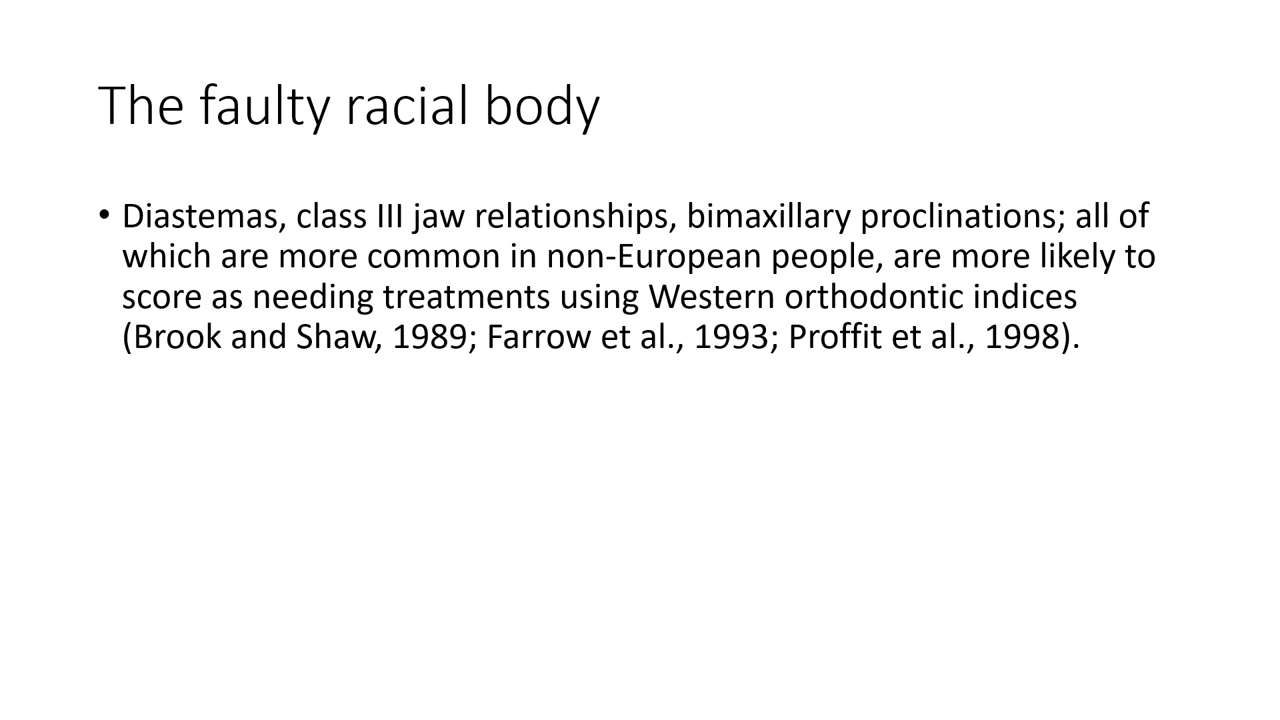 The faulty racial body
• Diastemas, class III jaw relationships, bimaxillary proclinations; all of
which are more common in non-European people, are more likely to
score as needing treatments using Western orthodontic indices
(Brook and Shaw, 1989; Farrow et al., 1993; Proffit et al., 1998).